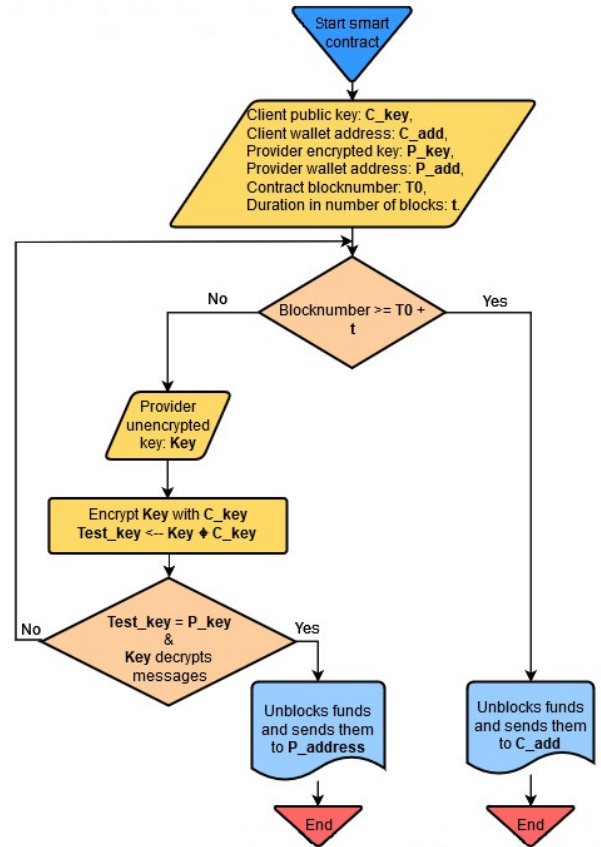 Start smart
contract
Client public key: C_key,
Client wallet address: C_add,
Provider encrypted key: P_key,
Provider wallet address: P_add,
Contract blocknumber: T0,
Duration in number of blocks: t.
No
Blocknumber >= T0 +
t
Yes
Provider
unencrypted
key: Key
Encrypt Key with C_key
Test_key <-- Key ⌖ C_key
No
Test_key = P_key
&
Key decrypts
messages
Yes
Unblocks funds
and sends them
to P_address
Unblocks funds
and sends them
to C_add
End
End